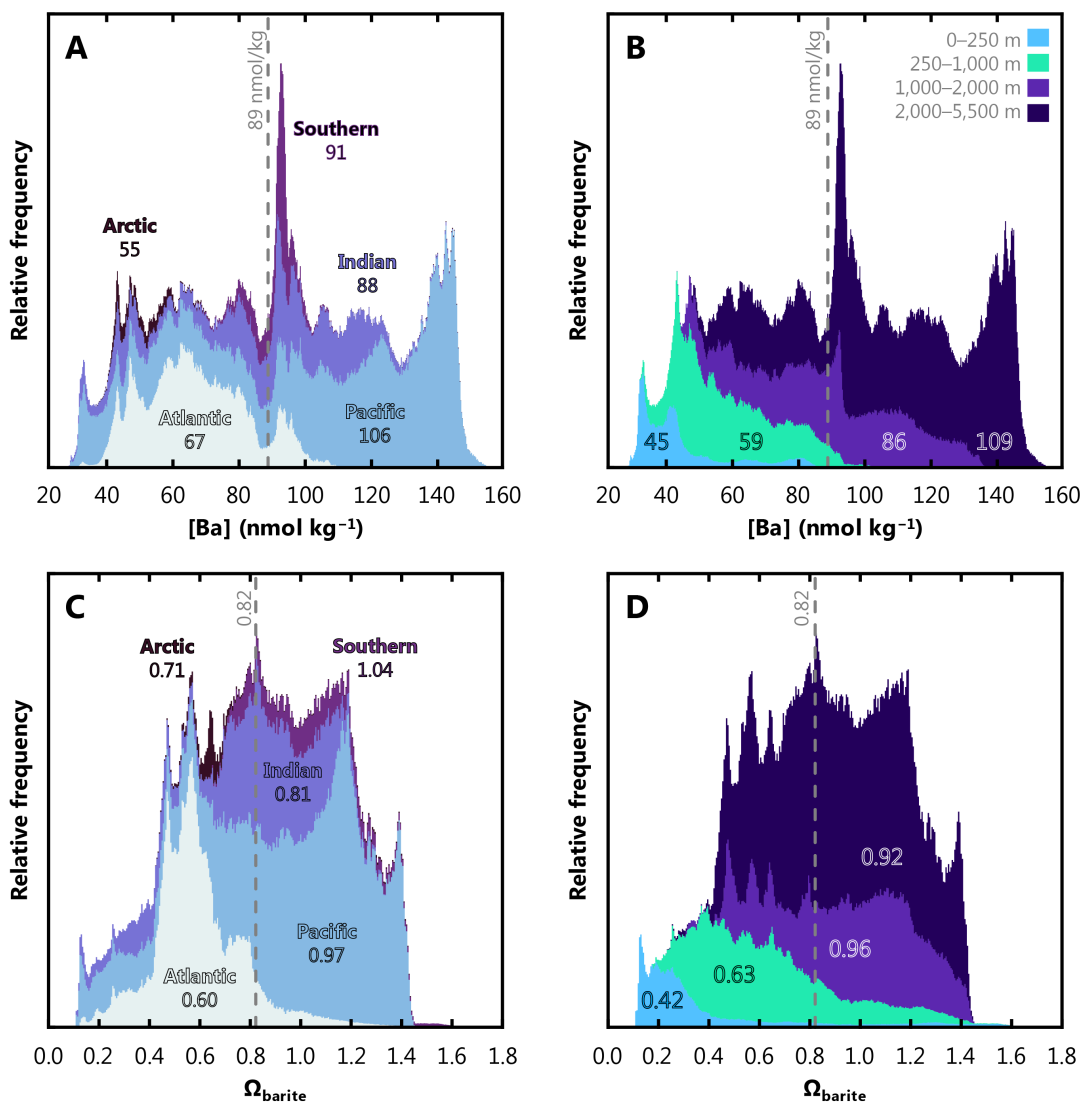 A
89 nmol/kg
Southern
91
Arctic
55
Indian
88
Atlantic
67
Pacific
106
Relative frequency
20 40 60 80 100 120 140 160
[Ba] (nmol kg⁻¹)
B
89 nmol/kg
0–250 m
250–1,000 m
1,000–2,000 m
2,000–5,500 m
45
59
86
109
Relative frequency
20 40 60 80 100 120 140 160
[Ba] (nmol kg⁻¹)
C
0.82
Arctic
0.71
Southern
1.04
Indian
0.81
Pacific
0.97
Atlantic
0.60
Relative frequency
0.0 0.2 0.4 0.6 0.8 1.0 1.2 1.4 1.6 1.8
Ωbarite
D
0.82
0.92
0.96
0.63
0.42
Relative frequency
0.0 0.2 0.4 0.6 0.8 1.0 1.2 1.4 1.6 1.8
Ωbarite